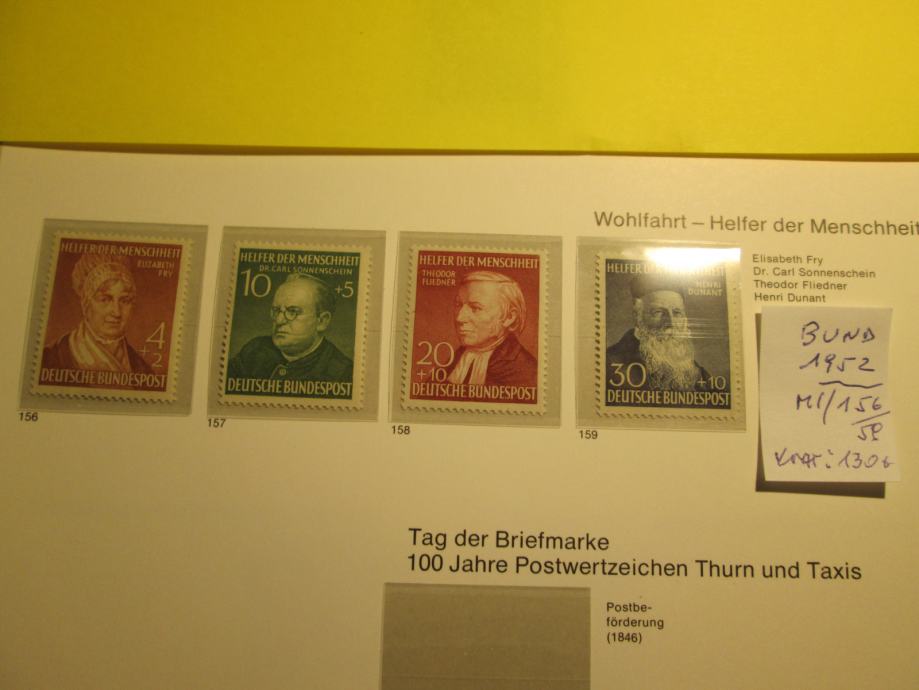 Wohlfahrt – Helfer der Menschheit
Elisabeth Fry
Dr. Carl Sonnenschein
Theodor Fliedner
Henri Dunant
HELFER DER MENSCHHEIT
ELIZABETH
FRY
4
+2
DEUTSCHE BUNDESPOST
156
HELFER DER MENSCHHEIT
DR. CARL SONNENSCHEIN
10 +5
DEUTSCHE BUNDESPOST
157
HELFER DER MENSCHHEIT
THEODOR
FLIEDNER
20
+10
DEUTSCHE BUNDESPOST
158
HELFER DER MENSCHHEIT
HENRI
DUNANT
30 +10
DEUTSCHE BUNDESPOST
159
BUND
1952
MI/156
59
130€
Tag der Briefmarke
100 Jahre Postwertzeichen Thurn und Taxis
Postbe-
förderung
(1846)